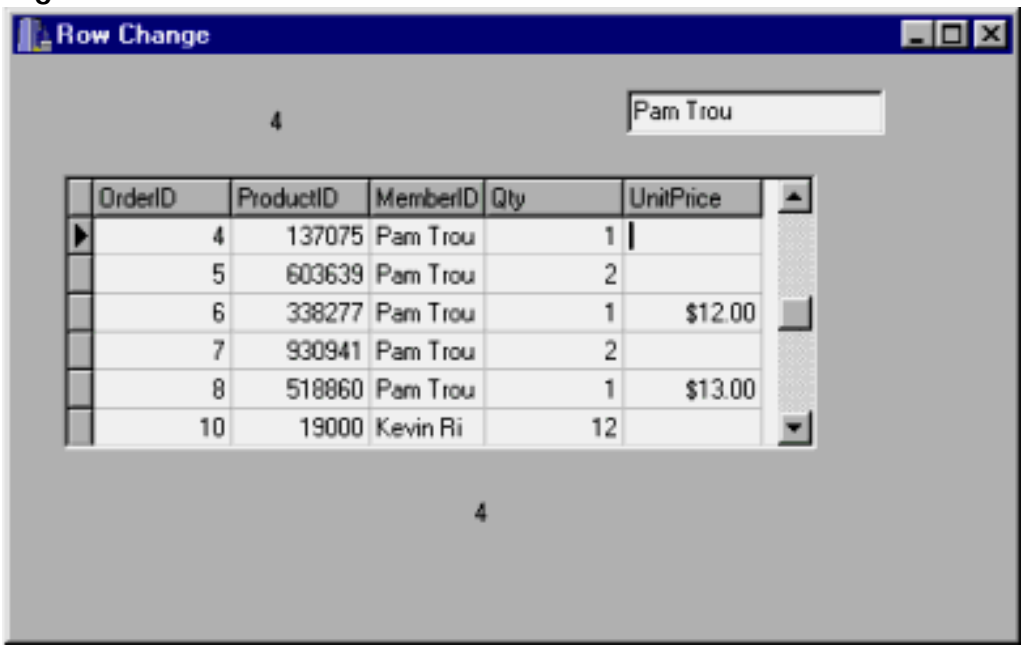 Row Change
4
Pam Trou
OrderID ProductID MemberID Qty UnitPrice
4 137075 Pam Trou 1
5 603639 Pam Trou 2
6 338277 Pam Trou 1 $12.00
7 930941 Pam Trou 2
8 518860 Pam Trou 1 $13.00
10 19000 Kevin Ri 12
4